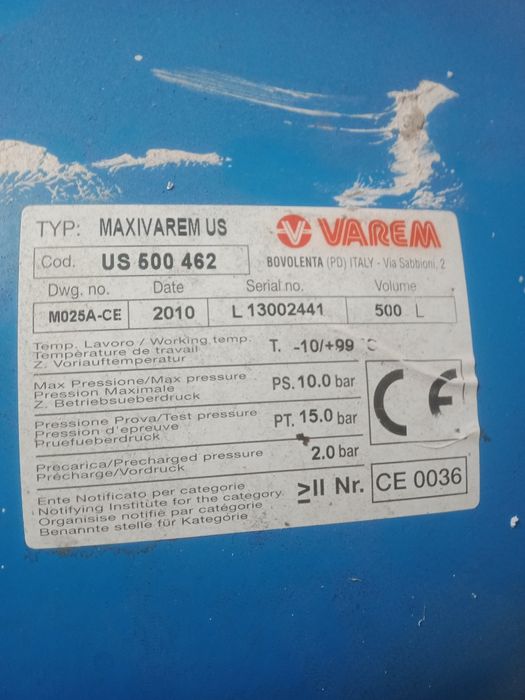 TYP: MAXIVAREM US
VAREM
Cod. US 500 462
BOVOLENTA (PD) ITALY - Via Sabbioni, 2
Dwg. no. Date Serial no. Volume
M025A-CE 2010 L 13002441 500 L
Temp. Lavoro / Working temp.
Température de travail
Z. Vorlauftemperatur
T. -10/+99 °C
Max Pressione/Max pressure
Pression Maximale
Z. Betriebsueberdruck
PS. 10.0 bar
CE
Pressione Prova/Test pressure
Pression d'epreuve
Pruefueberdruck
PT. 15.0 bar
Precarica/Precharged pressure
Précharge/Vordruck
2.0 bar
Ente Notificato per categorie
Notifying Institute for the category
Organisise notifié par catégorie
Benannte stelle für Kategórie
≥II Nr. CE 0036